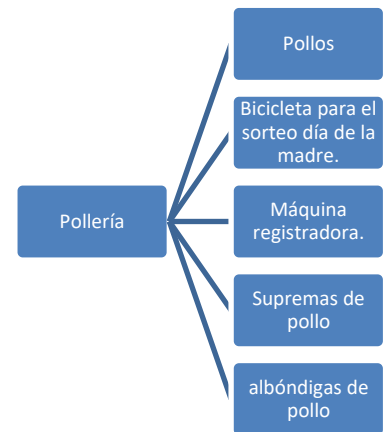 Pollos
Bicicleta para el
sorteo día de la
madre.
Pollería
Máquina
registradora.
Supremas de
pollo
albóndigas de
pollo